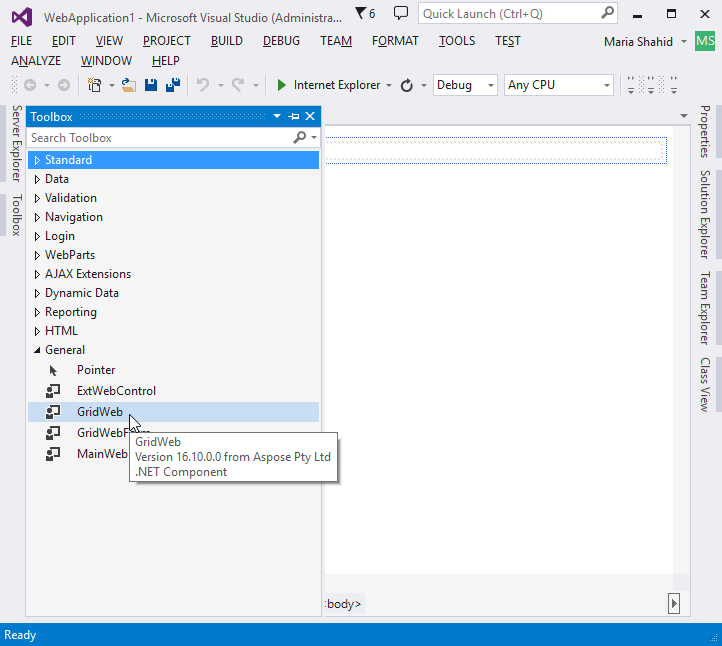 WebApplication1 - Microsoft Visual Studio (Administra...
6
Quick Launch (Ctrl+Q)
FILE EDIT VIEW PROJECT BUILD DEBUG TEAM FORMAT TOOLS TEST
Maria Shahid
MS
ANALYZE WINDOW HELP
Internet Explorer
Debug
Any CPU
Server Explorer
Toolbox
Toolbox
Search Toolbox
Standard
Data
Validation
Navigation
Login
WebParts
AJAX Extensions
Dynamic Data
Reporting
HTML
General
Pointer
ExtWebControl
GridWeb
GridWeb
MainWeb
GridWeb
Version 16.10.0.0 from Aspose Pty Ltd
.NET Component
body>
Properties
Solution Explorer
Team Explorer
Class View
Ready